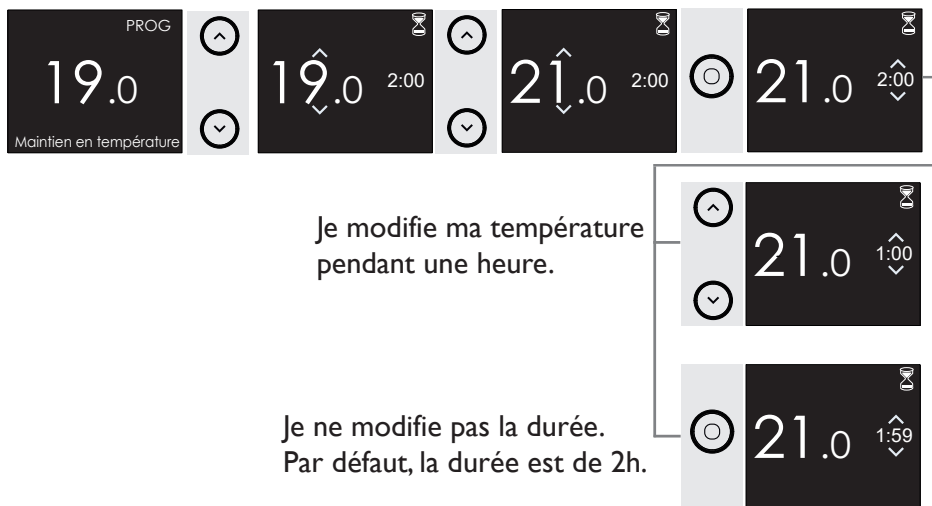 PROG
19.0
Maintien en température
19.0 2:00
21.0 2:00
21.0 2:00
Je modifie ma température
pendant une heure.
21.0 1:00
Je ne modifie pas la durée.
Par défaut, la durée est de 2h.
21.0 1:59